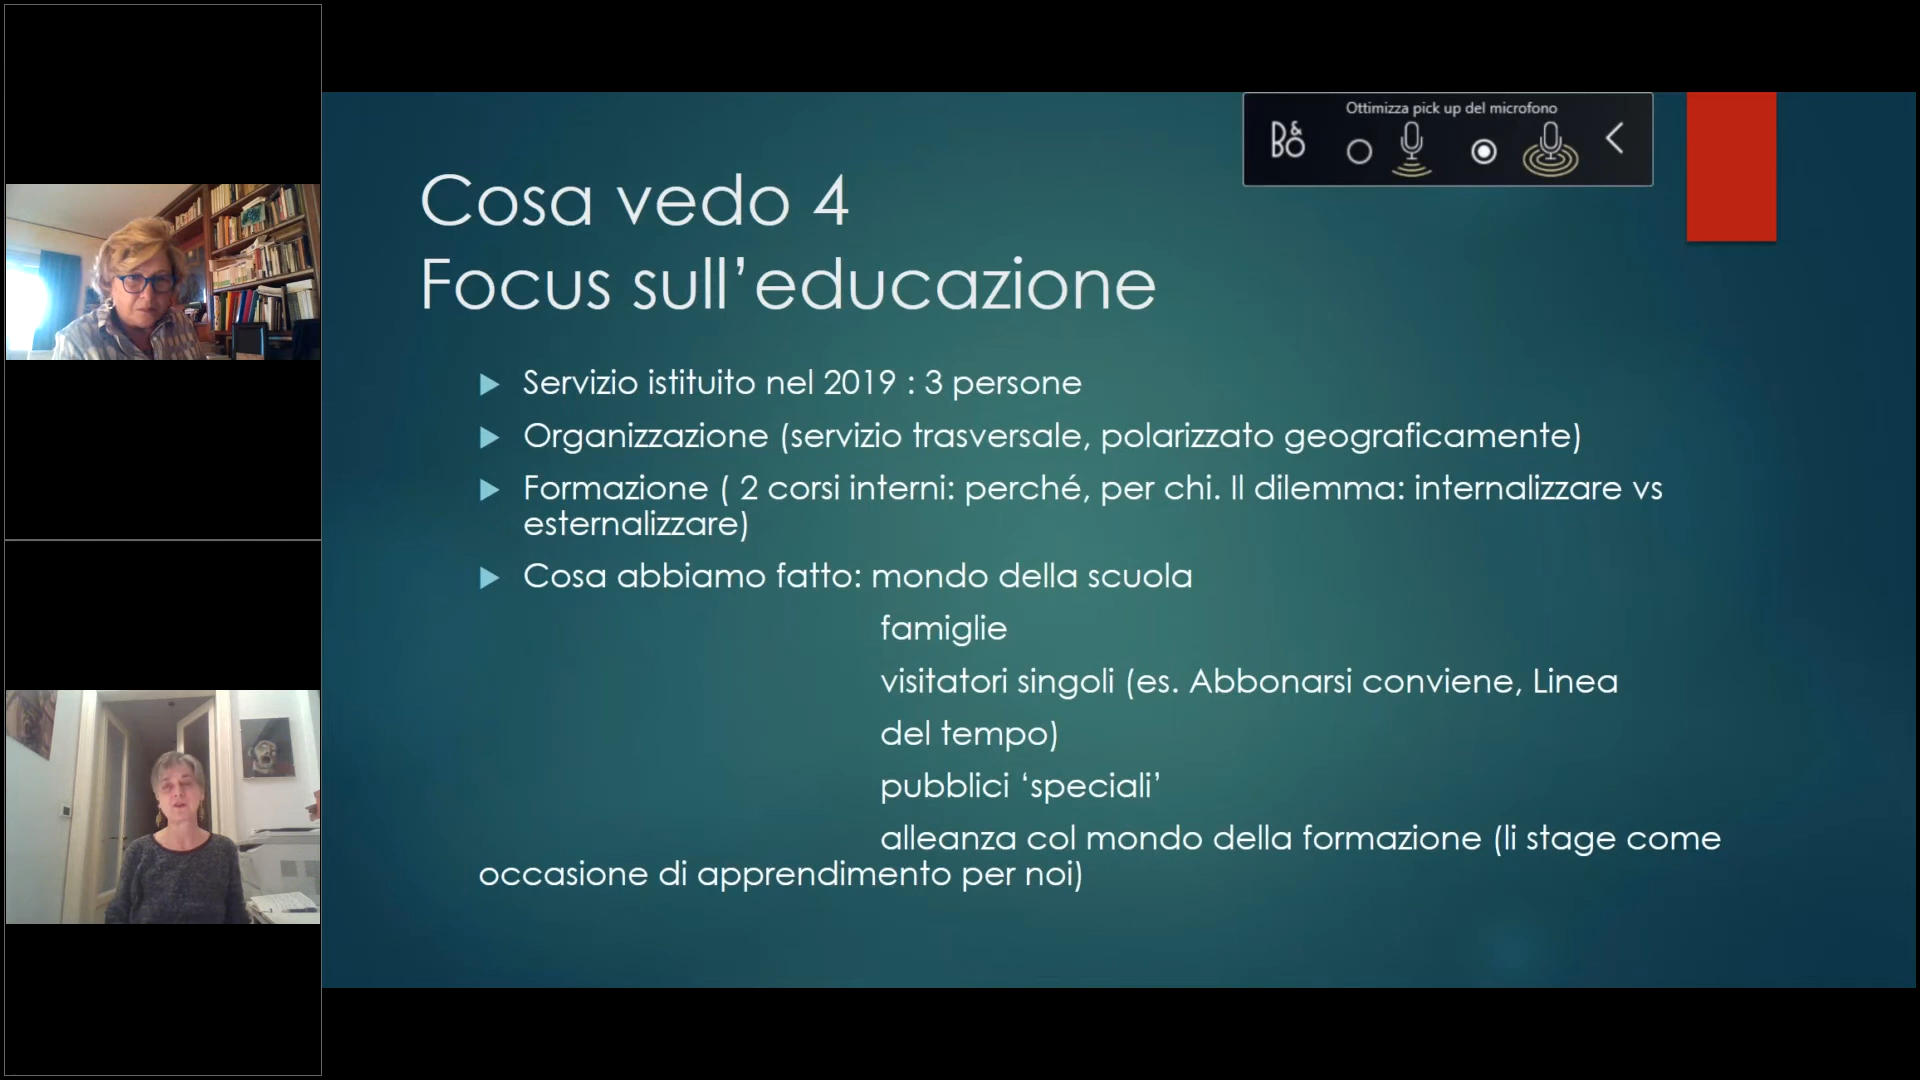 Ottimizza pick up del microfono
B&O
Cosa vedo 4
Focus sull’educazione
Servizio istituito nel 2019 : 3 persone
Organizzazione (servizio trasversale, polarizzato geograficamente)
Formazione ( 2 corsi interni: perché, per chi. Il dilemma: internalizzare vs
esternalizzare)
Cosa abbiamo fatto: mondo della scuola
famiglie
visitatori singoli (es. Abbonarsi conviene, Linea
del tempo)
pubblici ‘speciali’
alleanza col mondo della formazione (li stage come
occasione di apprendimento per noi)